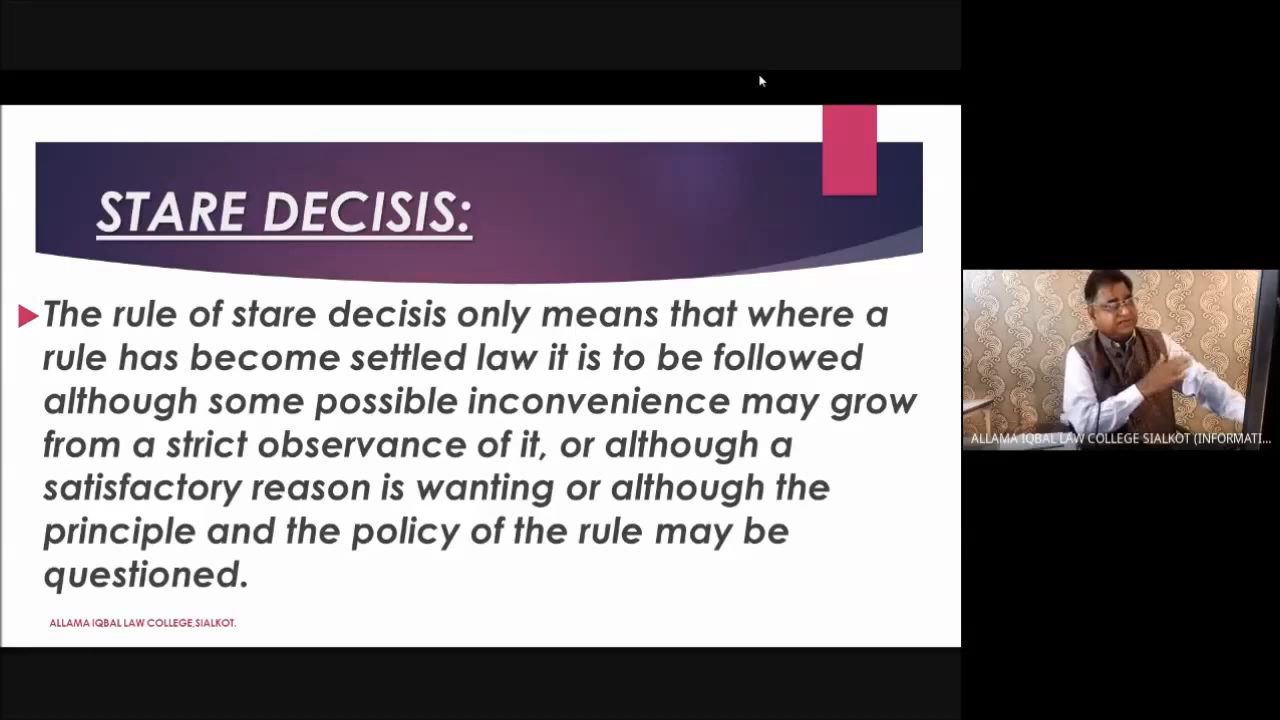 STARE DECISIS:
The rule of stare decisis only means that where a
rule has become settled law it is to be followed
although some possible inconvenience may grow
from a strict observance of it, or although a
satisfactory reason is wanting or although the
principle and the policy of the rule may be
questioned.
ALLAMA IQBAL LAW COLLEGE,SIALKOT.
ALLAMA IQBAL LAW COLLEGE SIALKOT (INFORMATI...